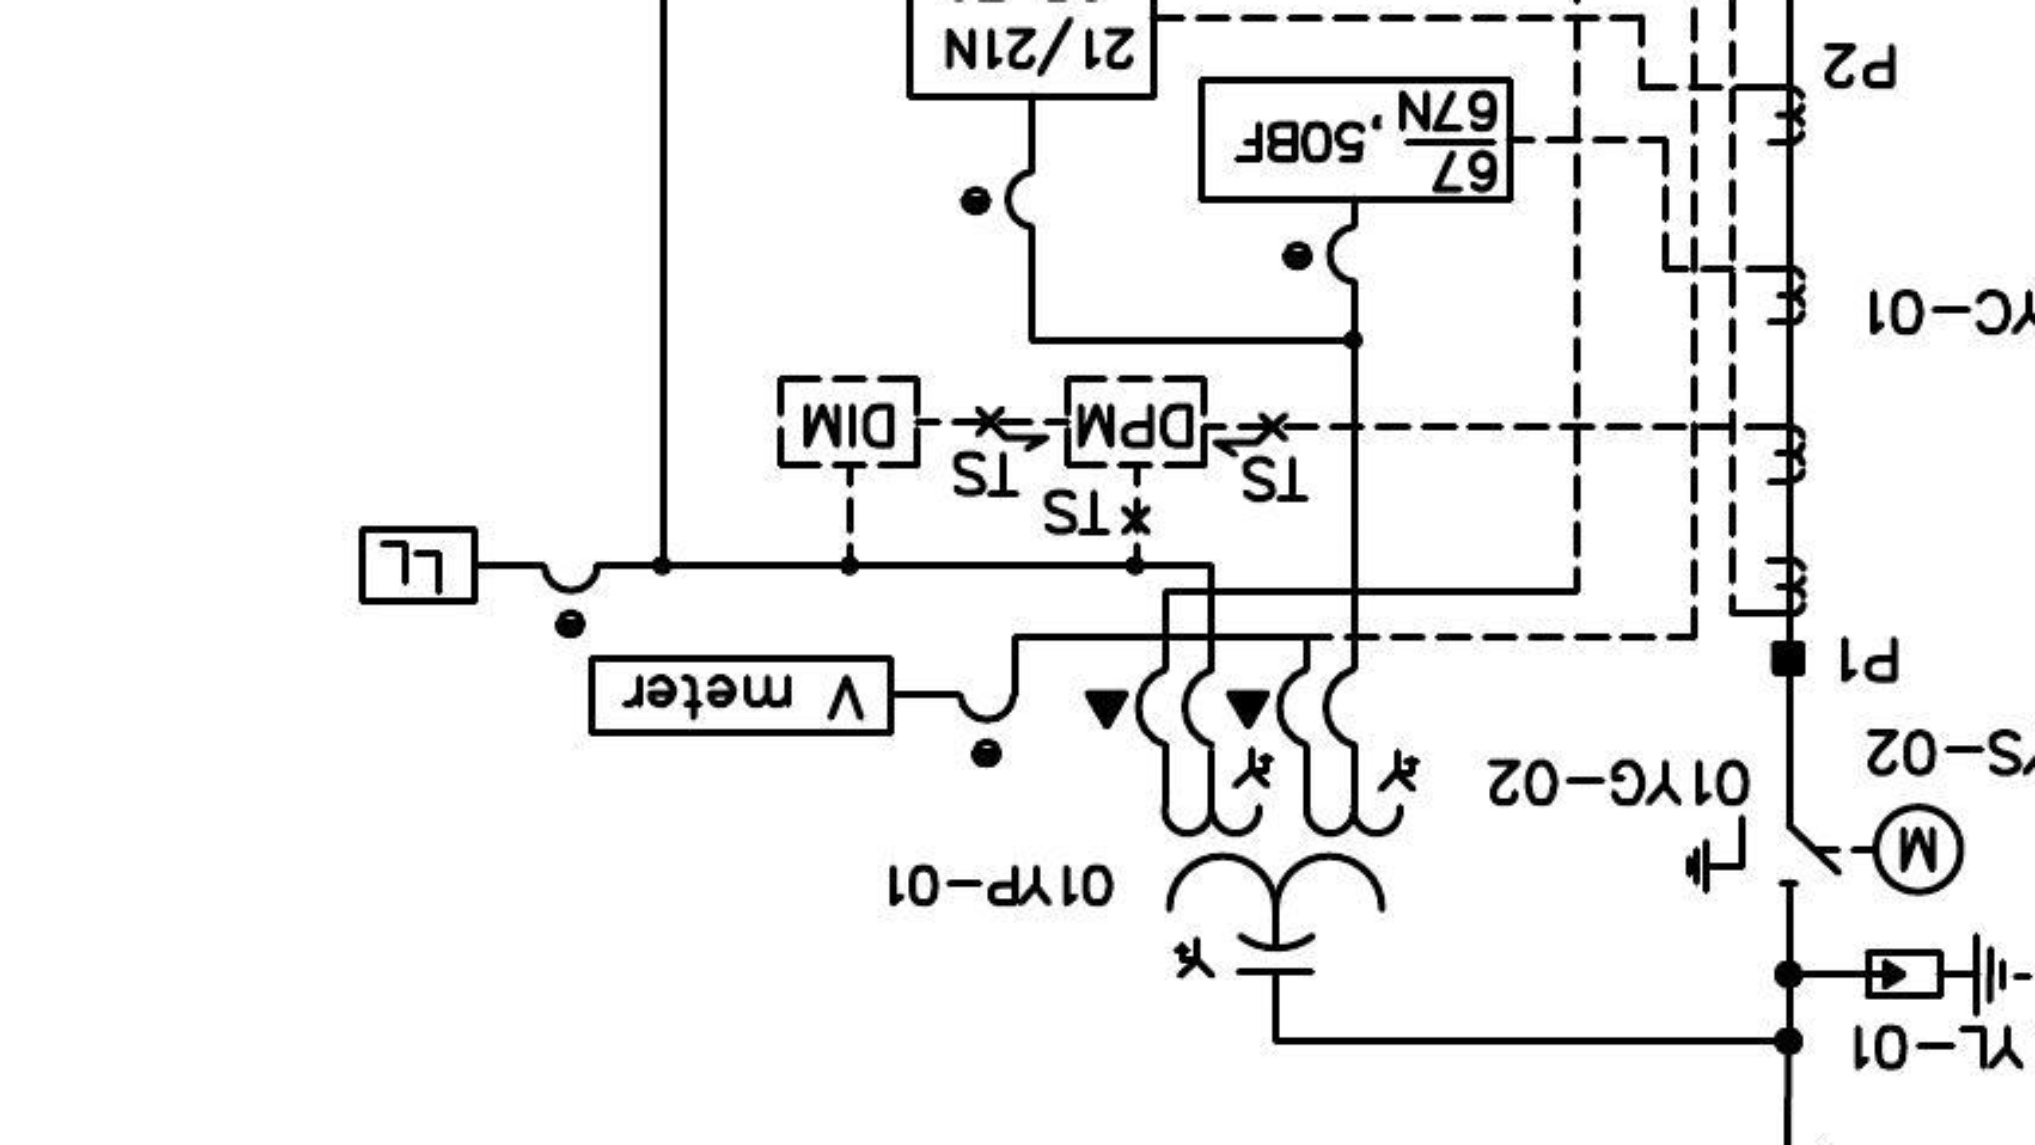 YL-01
01YP-01
M
01YG-02
YS-02
P1
V meter
LL
TS
TS
TS
DPM
DIM
YC-01
67
67N ,50BF
P2
21/21N